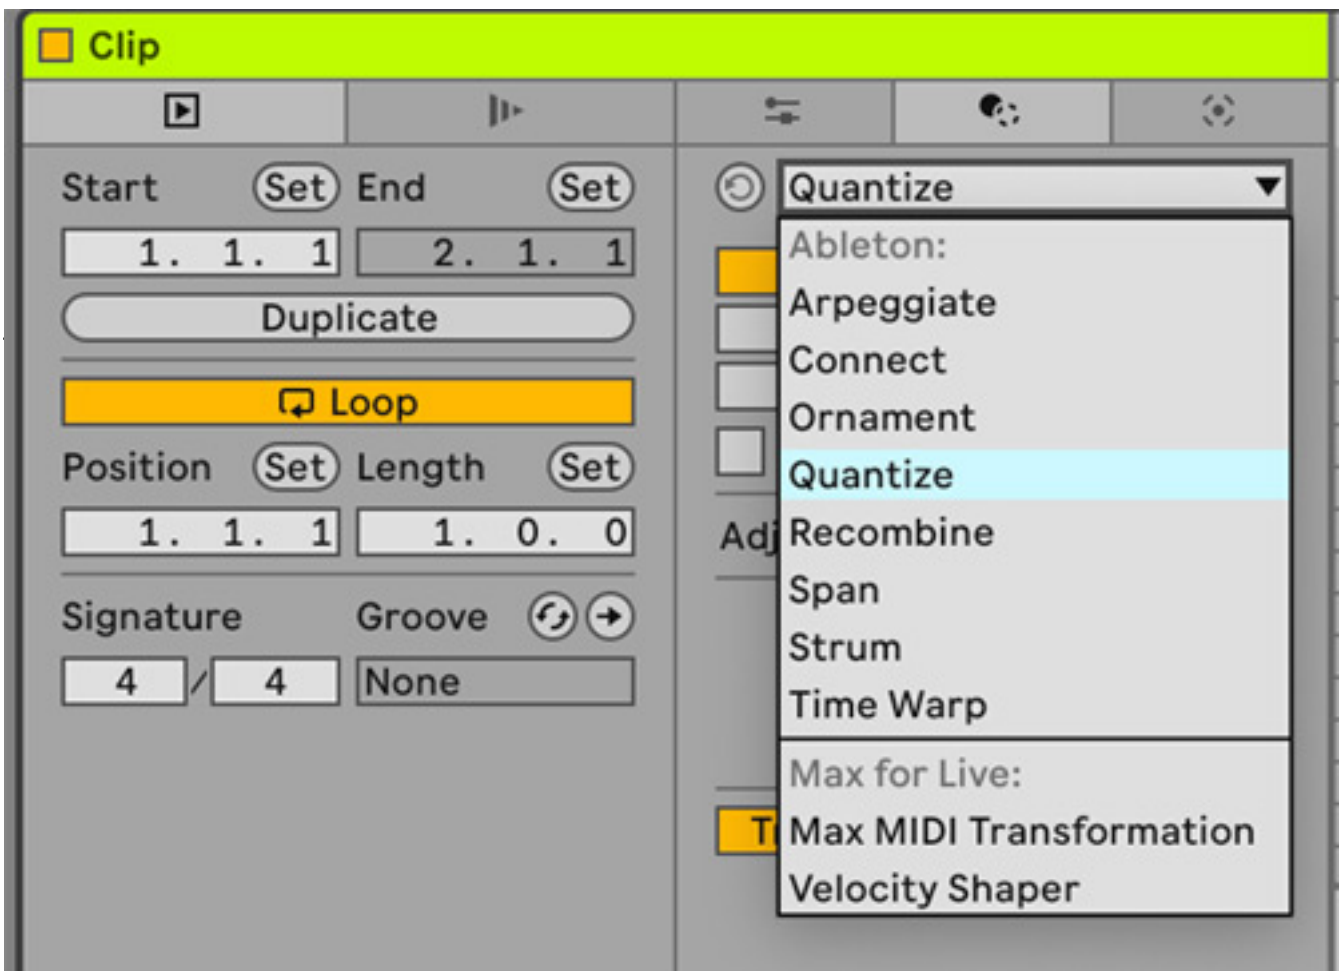 Clip
Start Set End Set
1. 1. 1 2. 1. 1
Duplicate
Loop
Position Set Length Set
1. 1. 1 1. 0. 0
Signature Groove
4 / 4 None
Quantize
Ableton:
Arpeggiate
Connect
Ornament
Quantize
Adj
Recombine
Span
Strum
Time Warp
Max for Live:
T
Max MIDI Transformation
Velocity Shaper